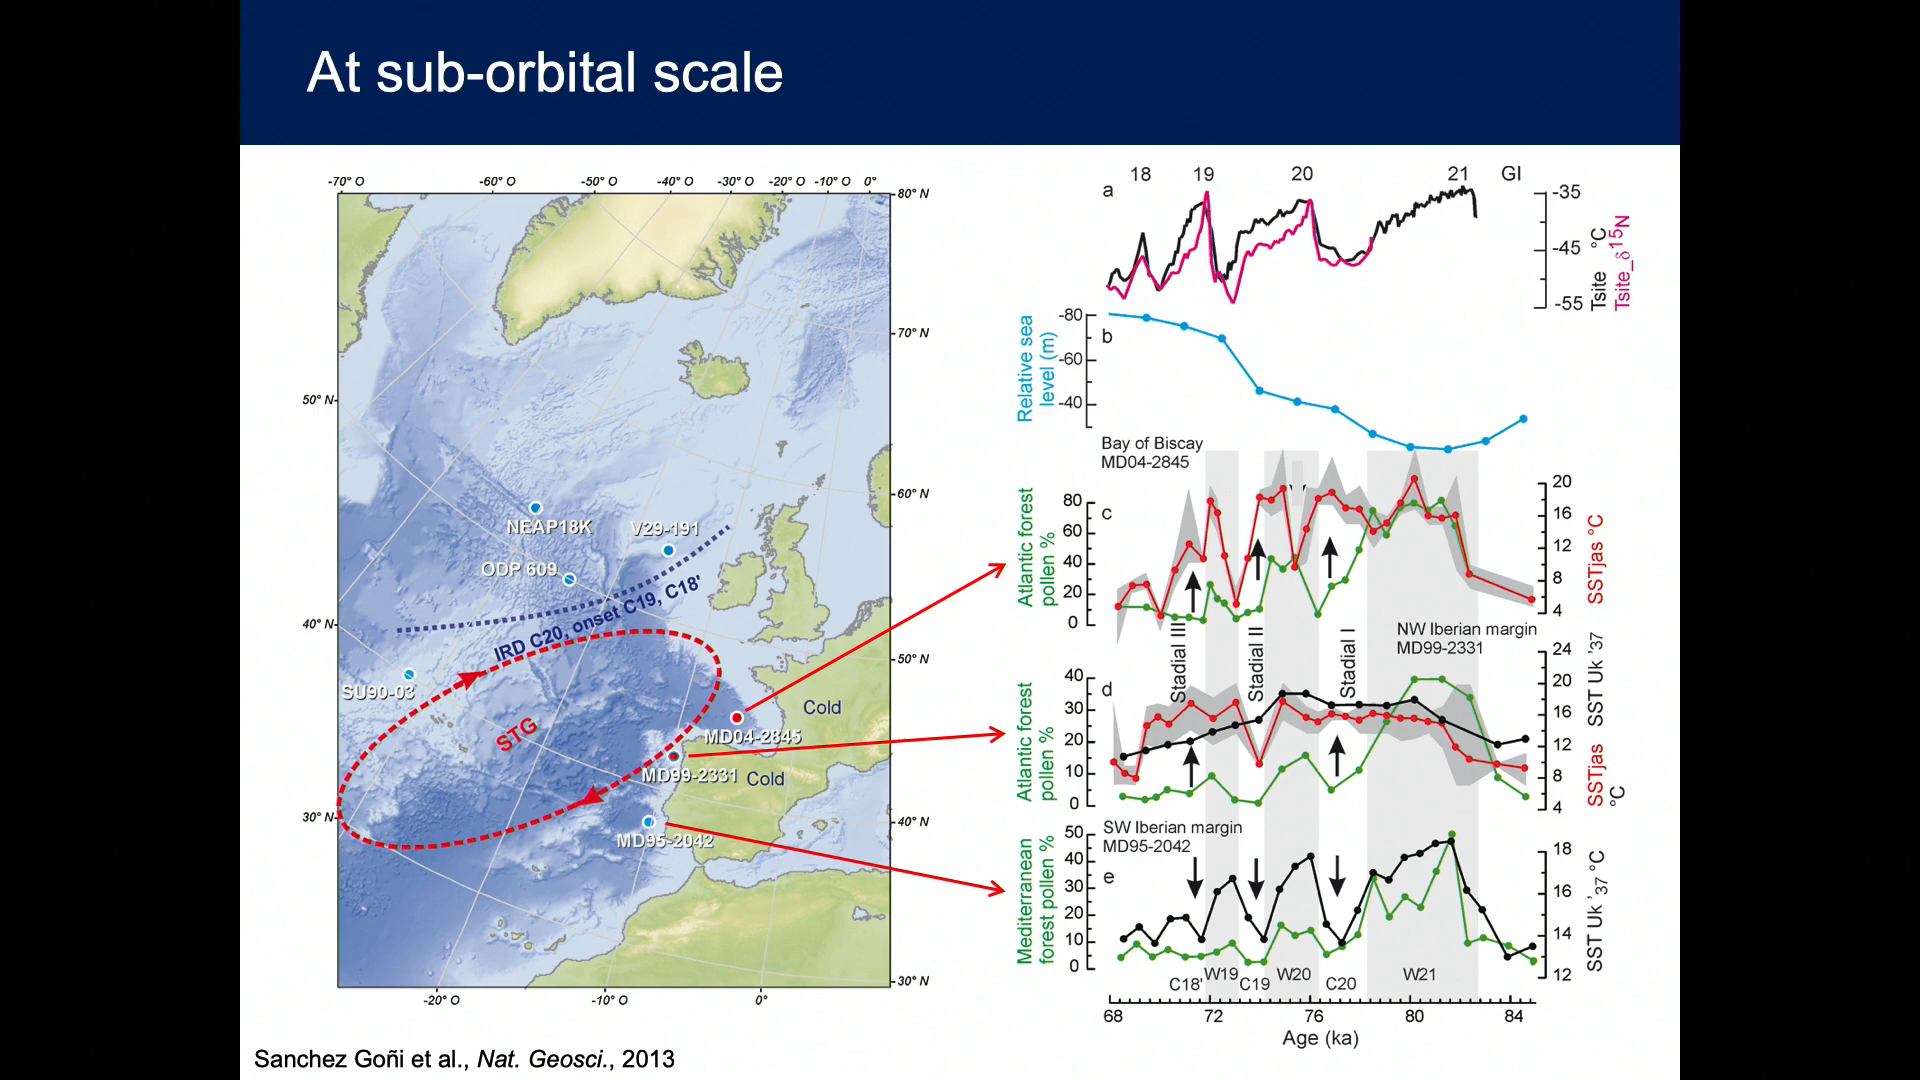 At sub-orbital scale
-70° O
-60° O
-50° O
-40° O
-30° O
-20° O
-10° O
0°
80° N
70° N
60° N
50° N
40° N
30° N
50° N
40° N
30° N
-20° O
-10° O
0°
NEAP18K
V29-191
ODP 609
IRD C20, onset C19, C18'
SU90-03
STG
MD04-2845
Cold
MD99-2331
Cold
MD95-2042
18 19 20 21 GI
a
-35
-45
-55
Tsite °C
Tsite_δ15N
b
-80
-60
-40
Relative sea
level (m)
Bay of Biscay
MD04-2845
c
80
60
40
20
0
Atlantic forest
pollen %
20
16
12
8
4
SSTjas °C
Stadial III
Stadial II
Stadial I
NW Iberian margin
MD99-2331
d
40
30
20
10
0
Atlantic forest
pollen %
24
20
16
12
8
4
SST Uk '37
SSTjas °C
SW Iberian margin
MD95-2042
e
50
40
30
20
10
0
Mediterranean
forest pollen %
18
16
14
12
SST Uk '37 °C
C18' W19 C19 W20 C20 W21
68 72 76 80 84
Age (ka)
Sanchez Goñi et al., Nat. Geosci., 2013